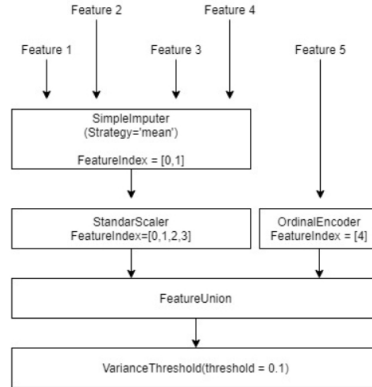 Feature 2
Feature 4
Feature 1
Feature 3
Feature 5
SimpleImputer
(Strategy='mean')
FeatureIndex = [0,1]
StandarScaler
FeatureIndex=[0,1,2,3]
OrdinalEncoder
FeatureIndex = [4]
FeatureUnion
VarianceThreshold(threshold = 0.1)